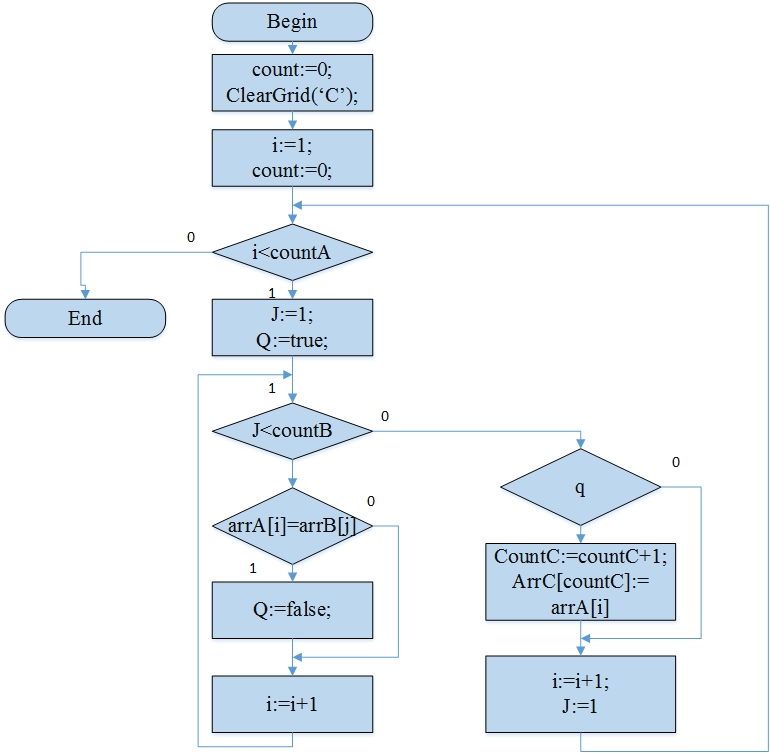 Begin
count:=0;
ClearGrid(‘C’);
i:=1;
count:=0;
0
i<countA
End
1
J:=1;
Q:=true;
1
J<countB
0
q
0
arrA[i]=arrB[j]
0
1
Q:=false;
CountC:=countC+1;
ArrC[countC]:=
arrA[i]
i:=i+1
i:=i+1;
J:=1